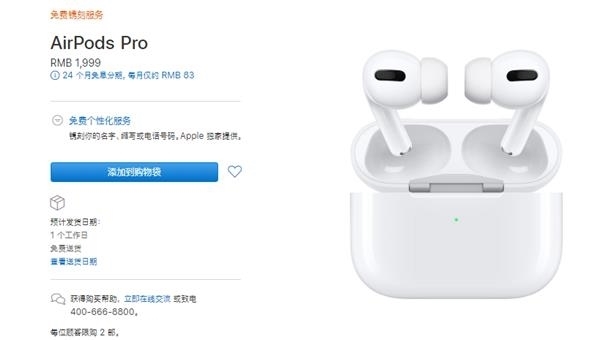 免费镌刻服务
AirPods Pro
RMB 1,999
24 个月免息分期，每月仅约 RMB 83
免费个性化服务
镌刻你的名字、缩写或电话号码。Apple 独家提供。
添加到购物袋
预计发货日期：
1 个工作日
免费送货
查看送货日期
获得购买帮助，立即在线交流 或致电
400-666-8800。
每位顾客限购 2 部。